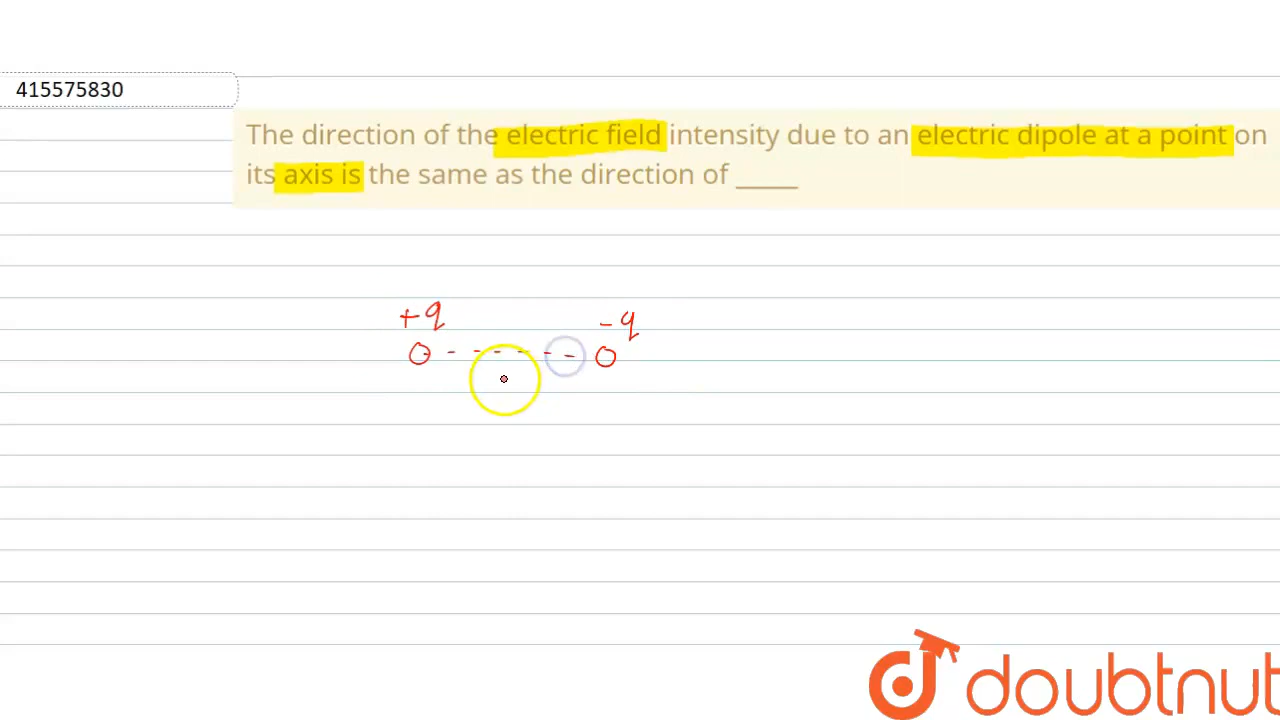 415575830
The direction of the electric field intensity due to an electric dipole at a point on
its axis is the same as the direction of _____
+q -q
doubtnut